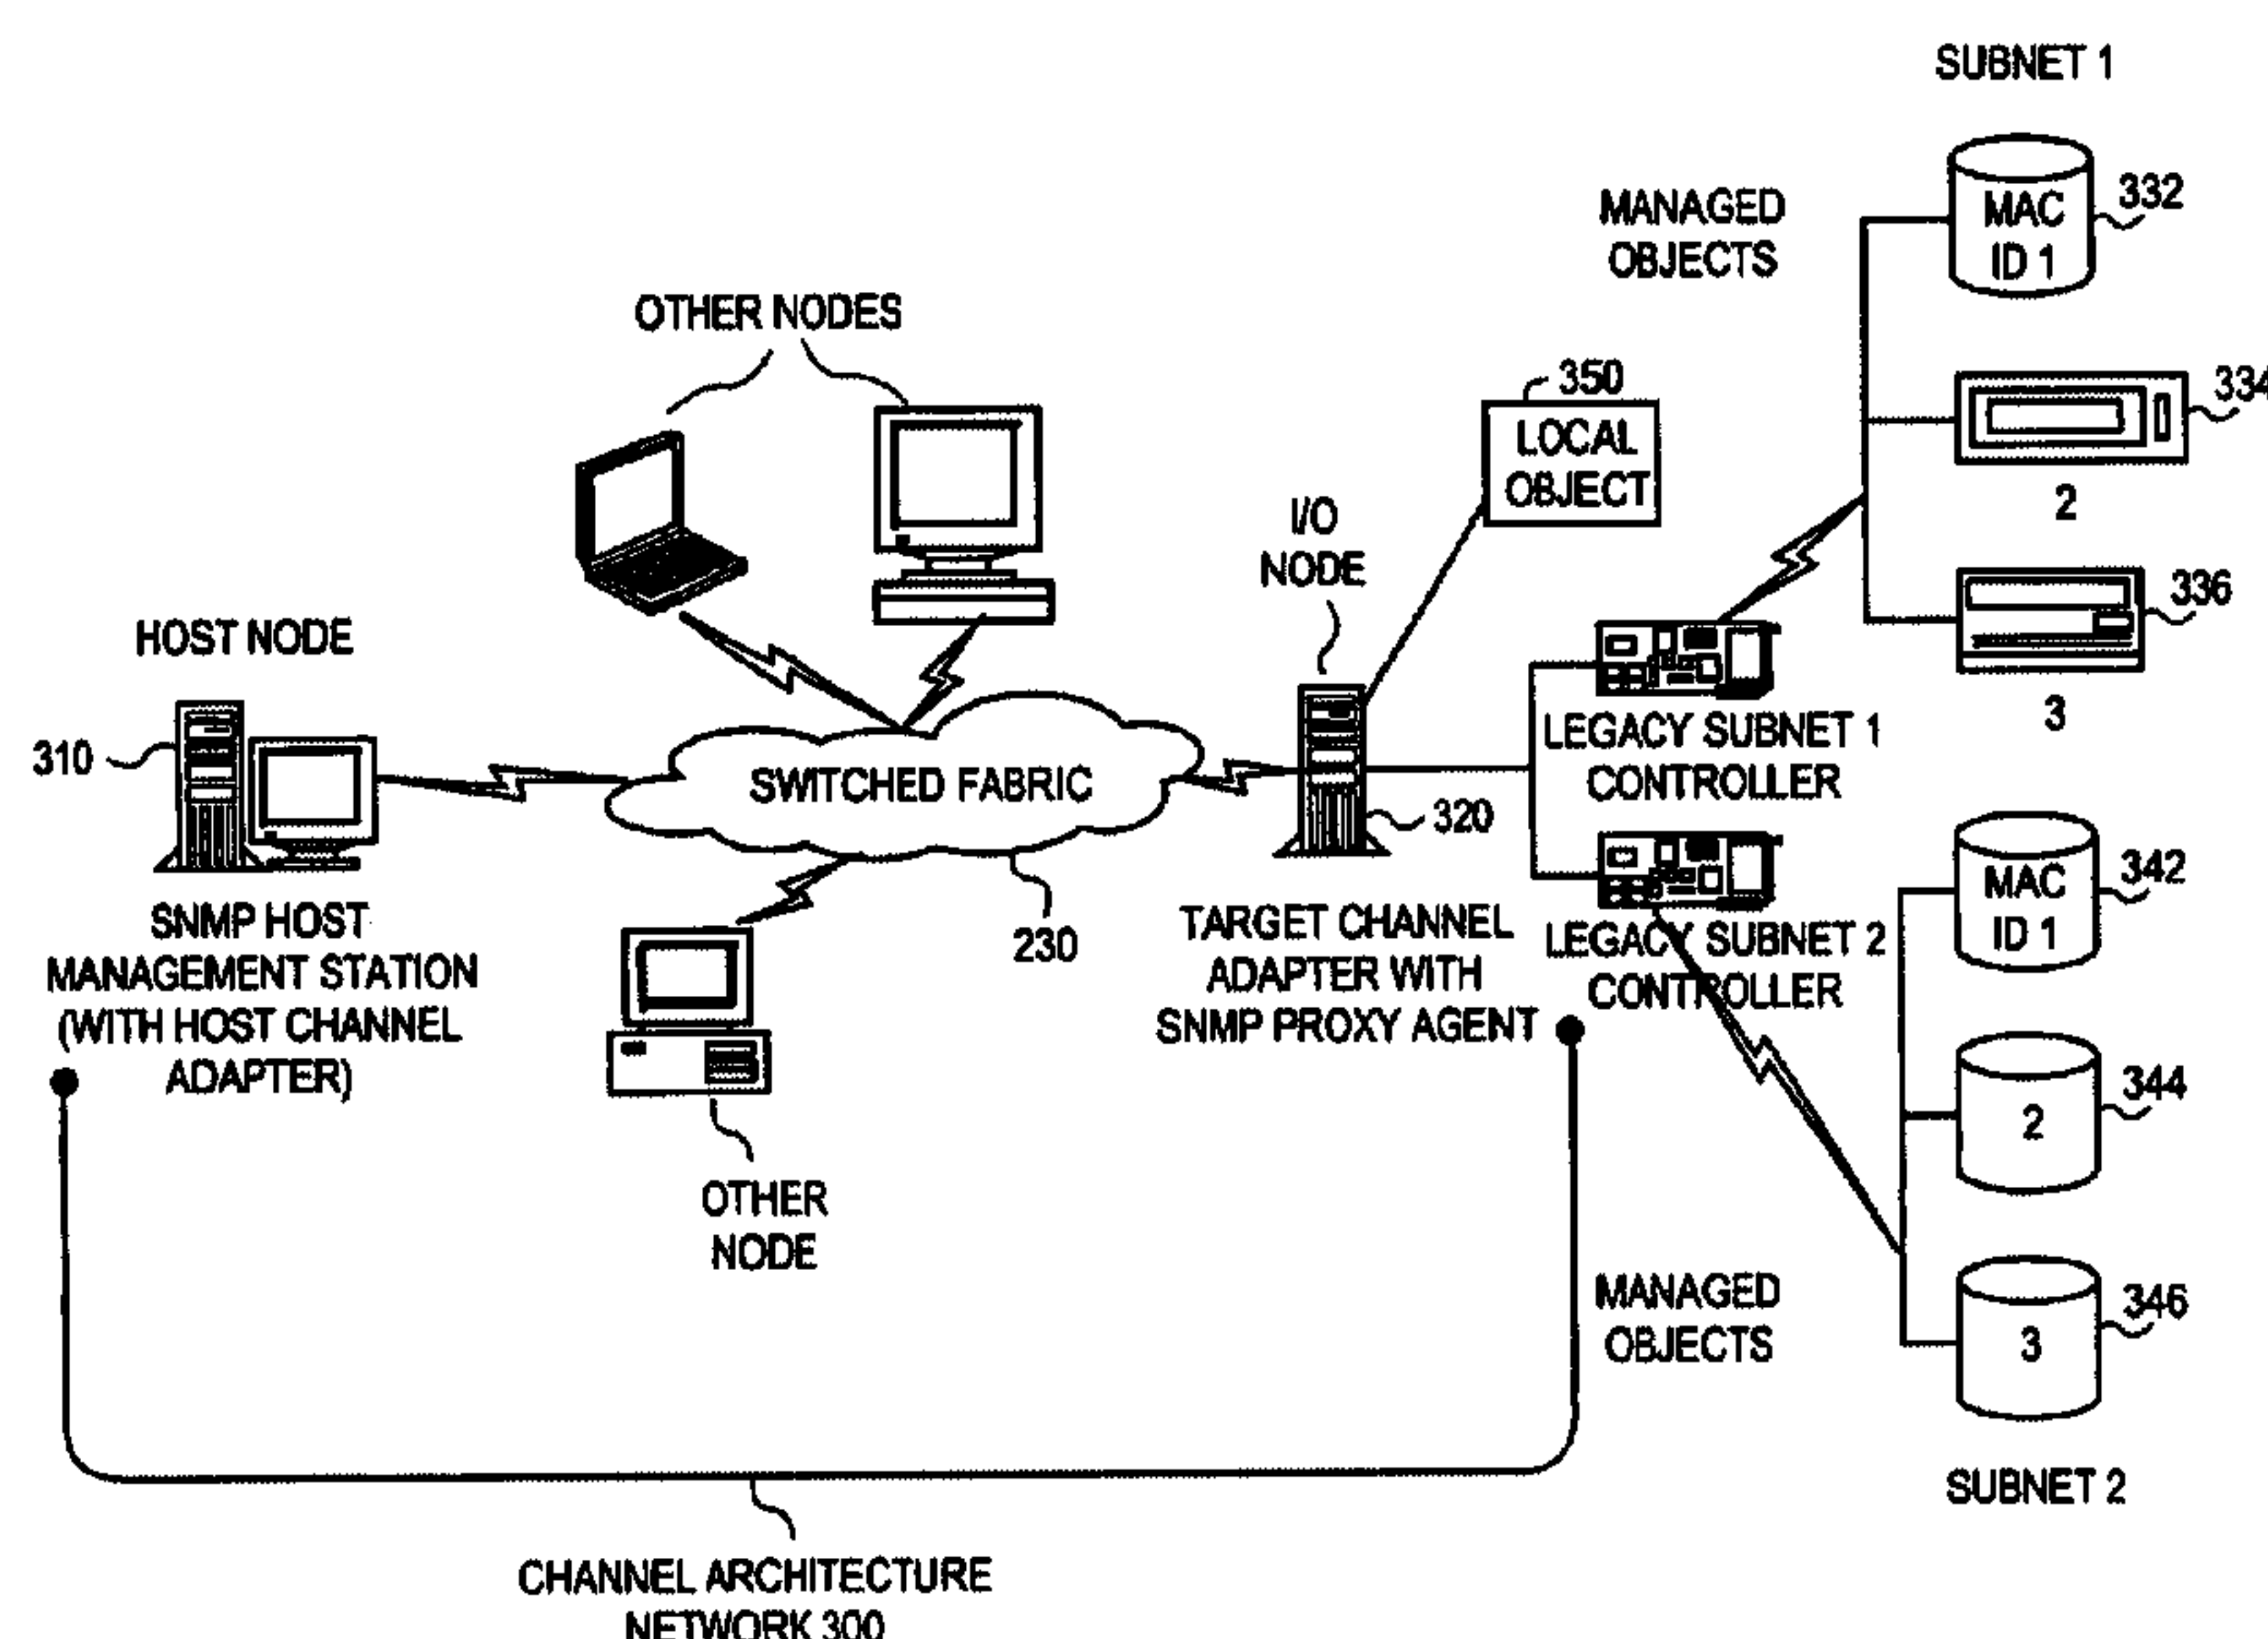 SUBNET 1
MANAGED
OBJECTS
MAC
ID 1
332
334
2
336
3
OTHER NODES
350
LOCAL
OBJECT
I/O
NODE
HOST NODE
310
SWITCHED FABRIC
320
LEGACY SUBNET 1
CONTROLLER
SNMP HOST
MANAGEMENT STATION
(WITH HOST CHANNEL
ADAPTER)
230
TARGET CHANNEL
ADAPTER WITH
SNMP PROXY AGENT
LEGACY SUBNET 2
CONTROLLER
MAC
ID 1
342
2
344
OTHER
NODE
MANAGED
OBJECTS
3
346
SUBNET 2
CHANNEL ARCHITECTURE
NETWORK 300